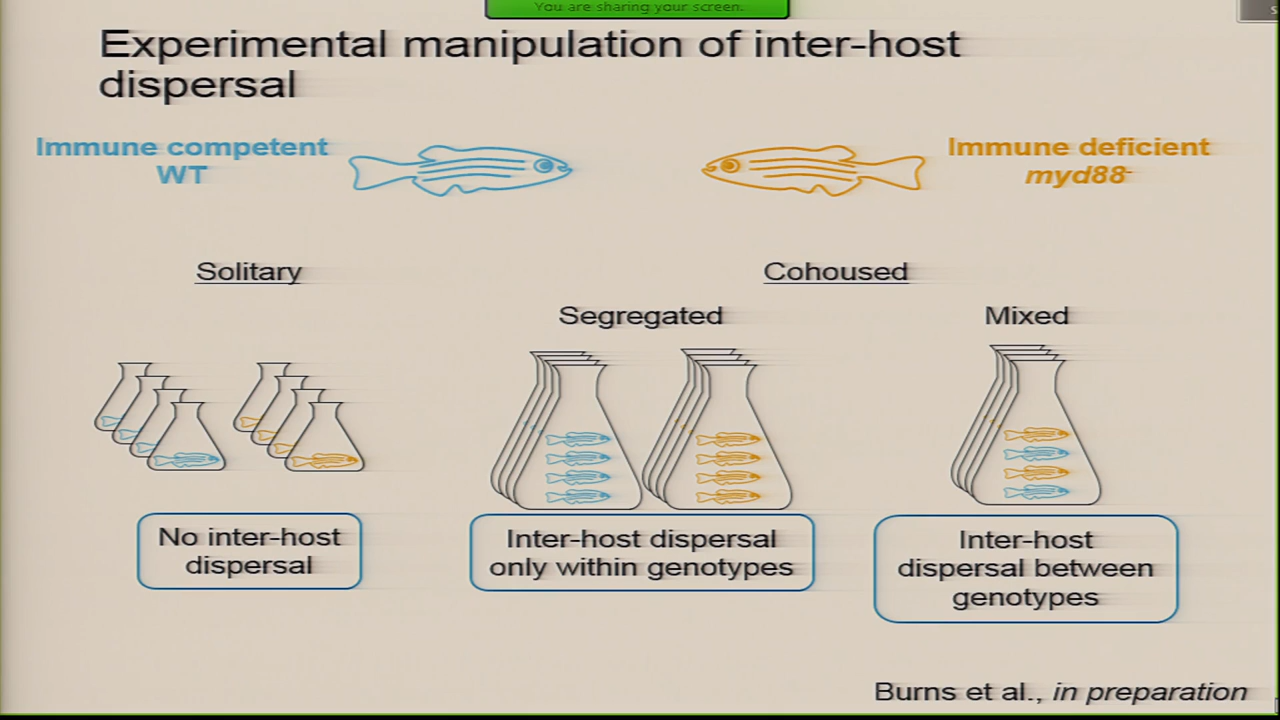 You are sharing your screen.
Experimental manipulation of inter-host
dispersal
Immune competent
WT
Immune deficient
myd88-
Solitary
Cohoused
Segregated
Mixed
No inter-host
dispersal
Inter-host dispersal
only within genotypes
Inter-host
dispersal between
genotypes
Burns et al., in preparation